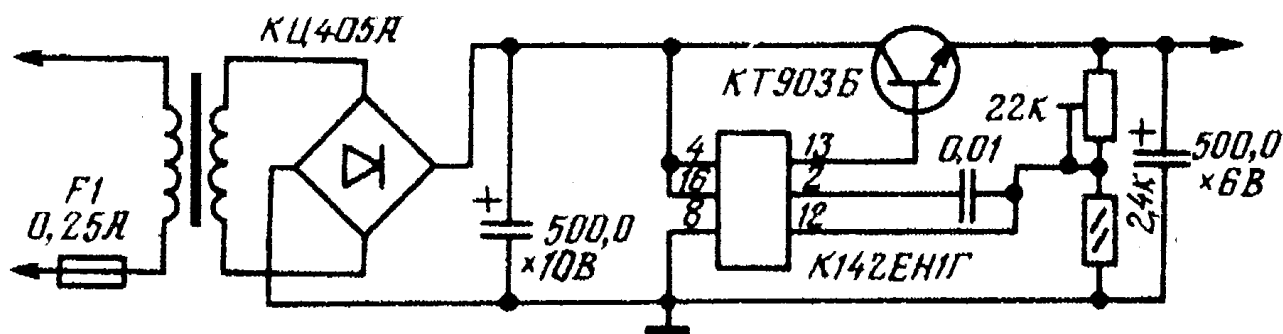 КЦ405А
КТ903Б
22к
0,01
4
13
16
2
8
12
500,0
×6В
2,4к
F1
0,25А
500,0
×10В
К142ЕН1Г